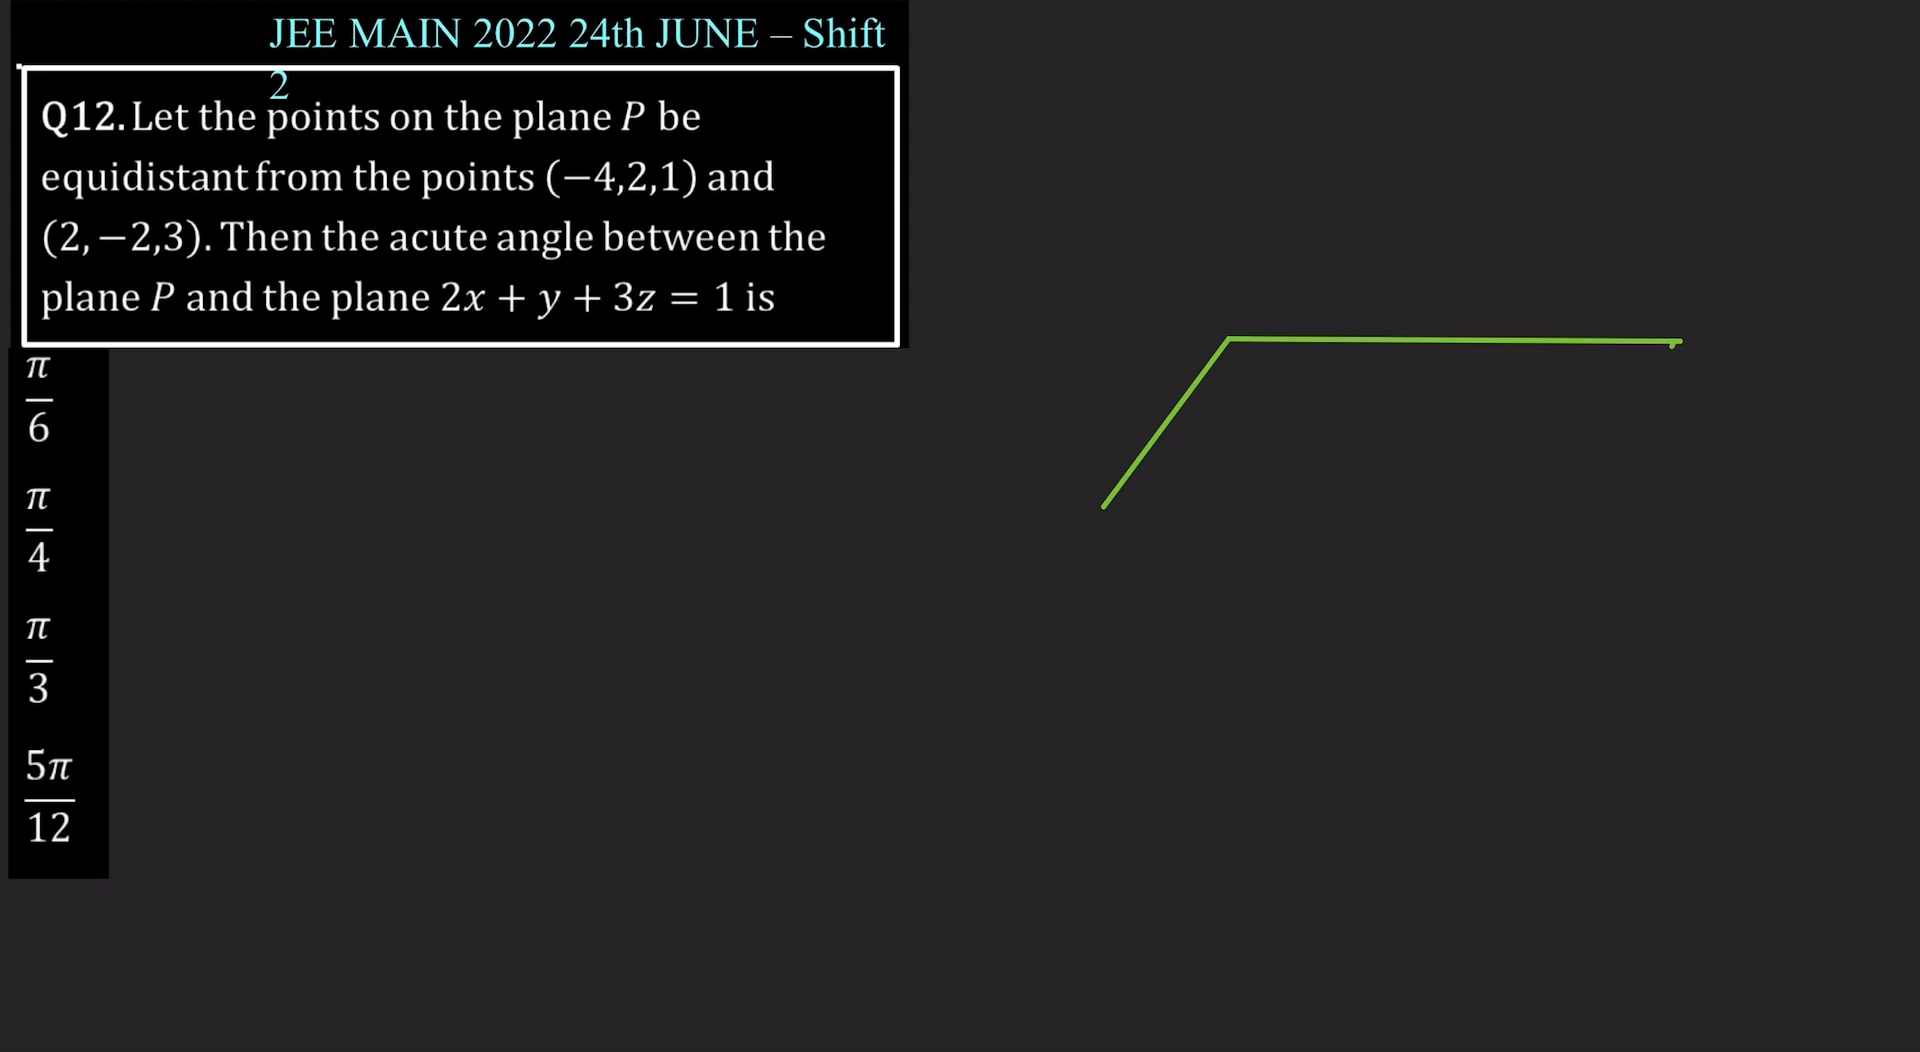 JEE MAIN 2022 24th JUNE – Shift
2
Q12. Let the points on the plane P be
equidistant from the points (−4,2,1) and
(2,−2,3). Then the acute angle between the
plane P and the plane 2x + y + 3z = 1 is
π
6
π
4
π
3
5π
12